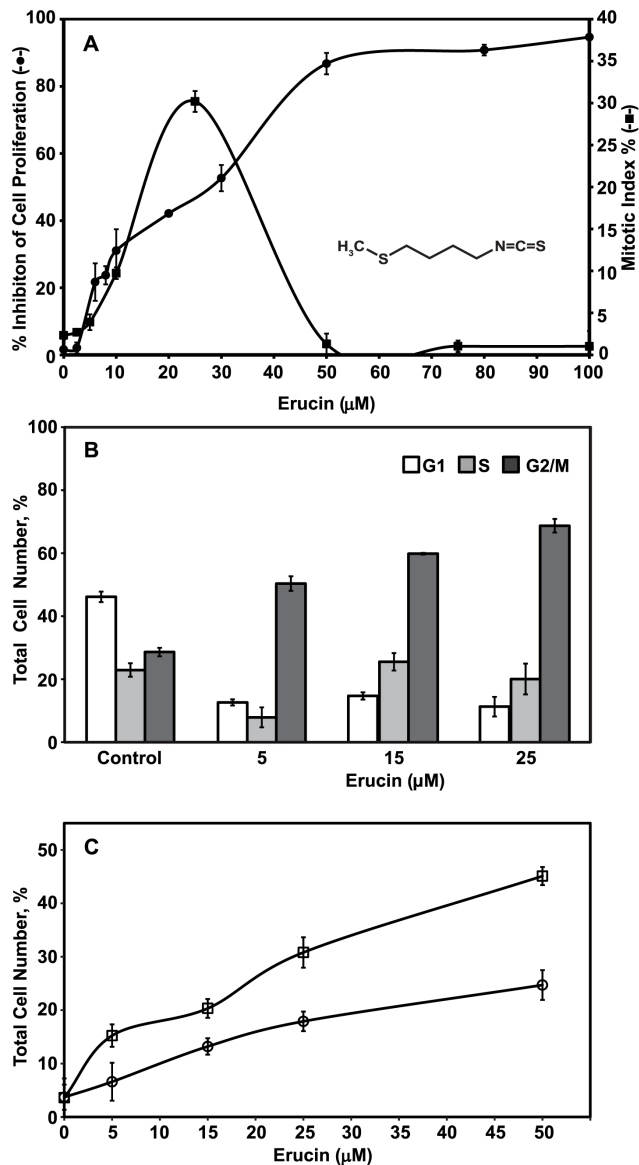 A
% Inhibiton of Cell Proliferation (-●-)
100
80
60
40
20
0
Mitotic Index % (-■-)
40
35
30
25
20
15
10
5
0
H₃C S N=C=S
0 10 20 30 40 50 60 70 80 90 100
Erucin (μM)
B
Total Cell Number, %
100
80
60
40
20
0
G1 S G2/M
Control 5 15 25
Erucin (μM)
C
Total Cell Number, %
50
40
30
20
10
0
0 5 10 15 20 25 30 35 40 45 50
Erucin (μM)